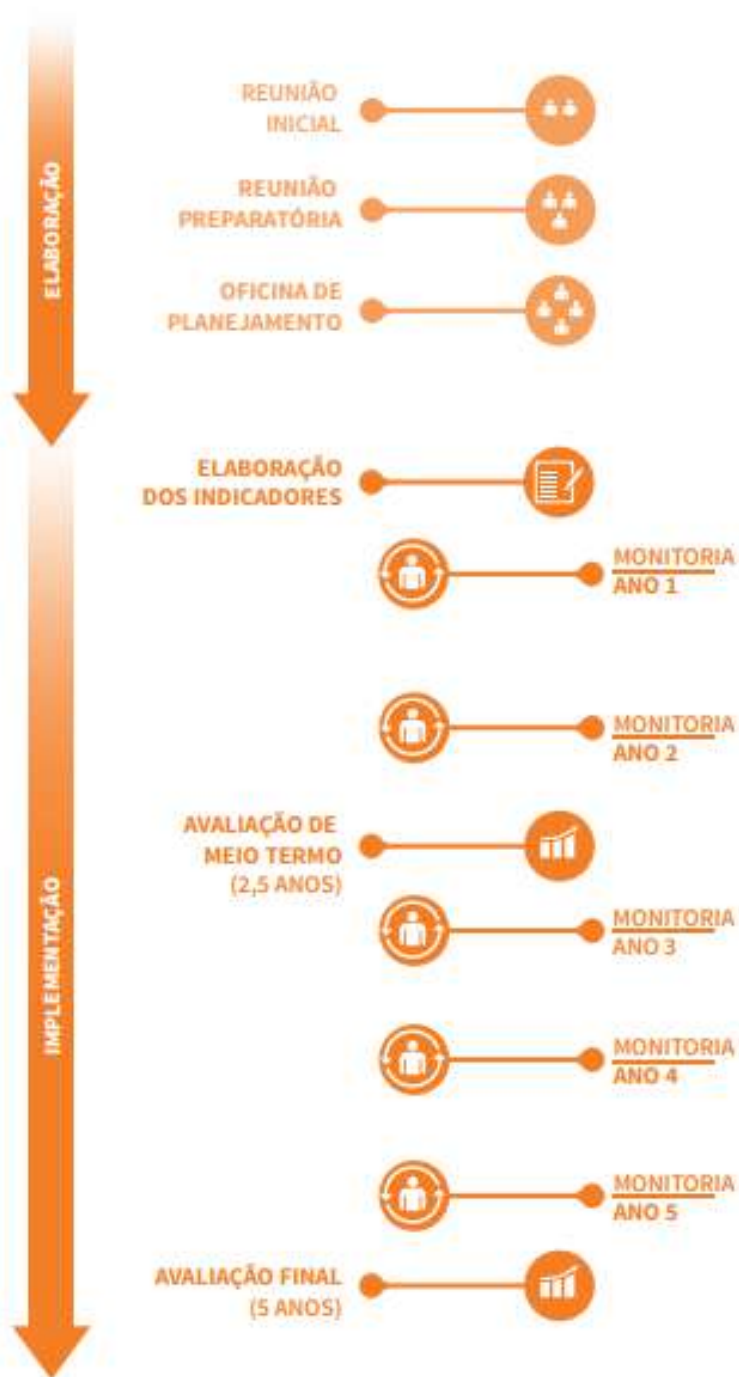 ELABORAÇÃO
REUNIÃO
INICIAL
REUNIÃO
PREPARATÓRIA
OFICINA DE
PLANEJAMENTO
IMPLEMENTAÇÃO
ELABORAÇÃO
DOS INDICADORES
MONITORIA
ANO 1
MONITORIA
ANO 2
AVALIAÇÃO DE
MEIO TERMO
(2,5 ANOS)
MONITORIA
ANO 3
MONITORIA
ANO 4
MONITORIA
ANO 5
AVALIAÇÃO FINAL
(5 ANOS)